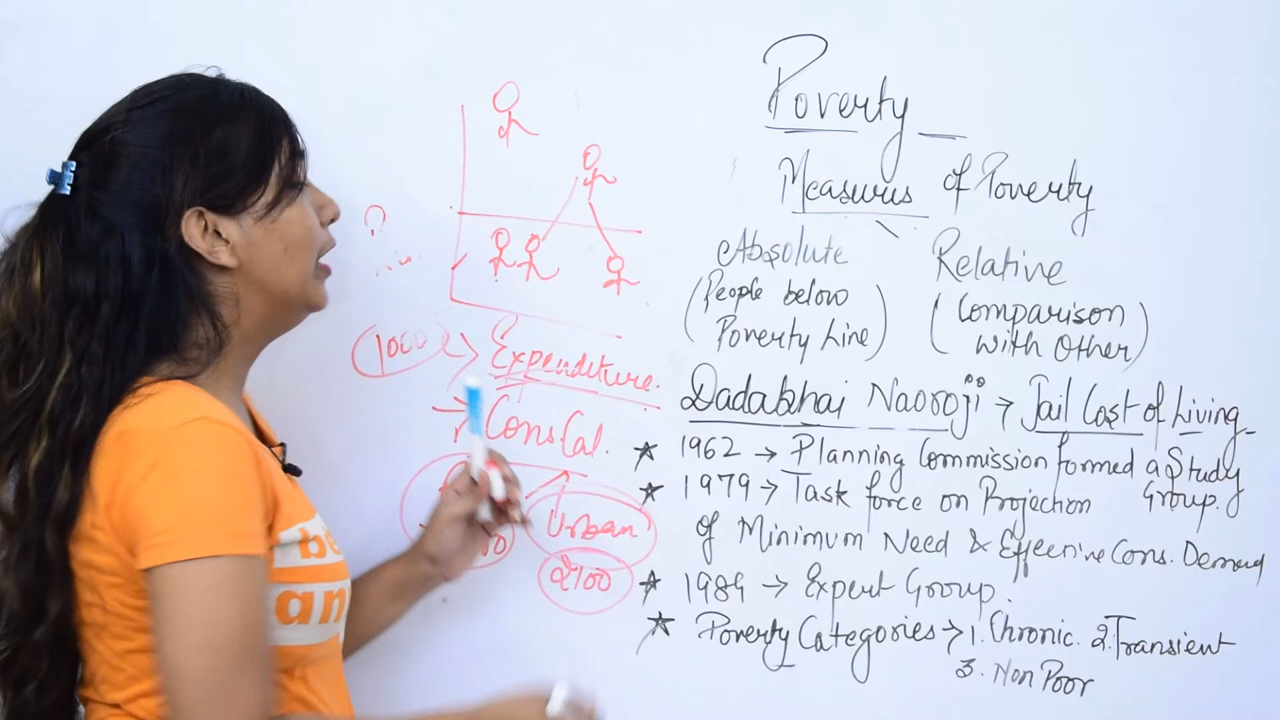 Poverty
Measures of Poverty
Absolute
(People below
Poverty Line)
Relative
(Comparison
with Other)
Dadabhai Naoroji → Jail Cost of Living
★ 1962 → Planning Commission formed a Study Group.
★ 1979 → Task force on Projection
of Minimum Need & Effective Cons. Demand
★ 1989 → Expert Group.
★ Poverty Categories → 1. Chronic. 2. Transient
3. Non Poor
1000
Expenditure.
→ Cons Cal.
Urban
2100
an